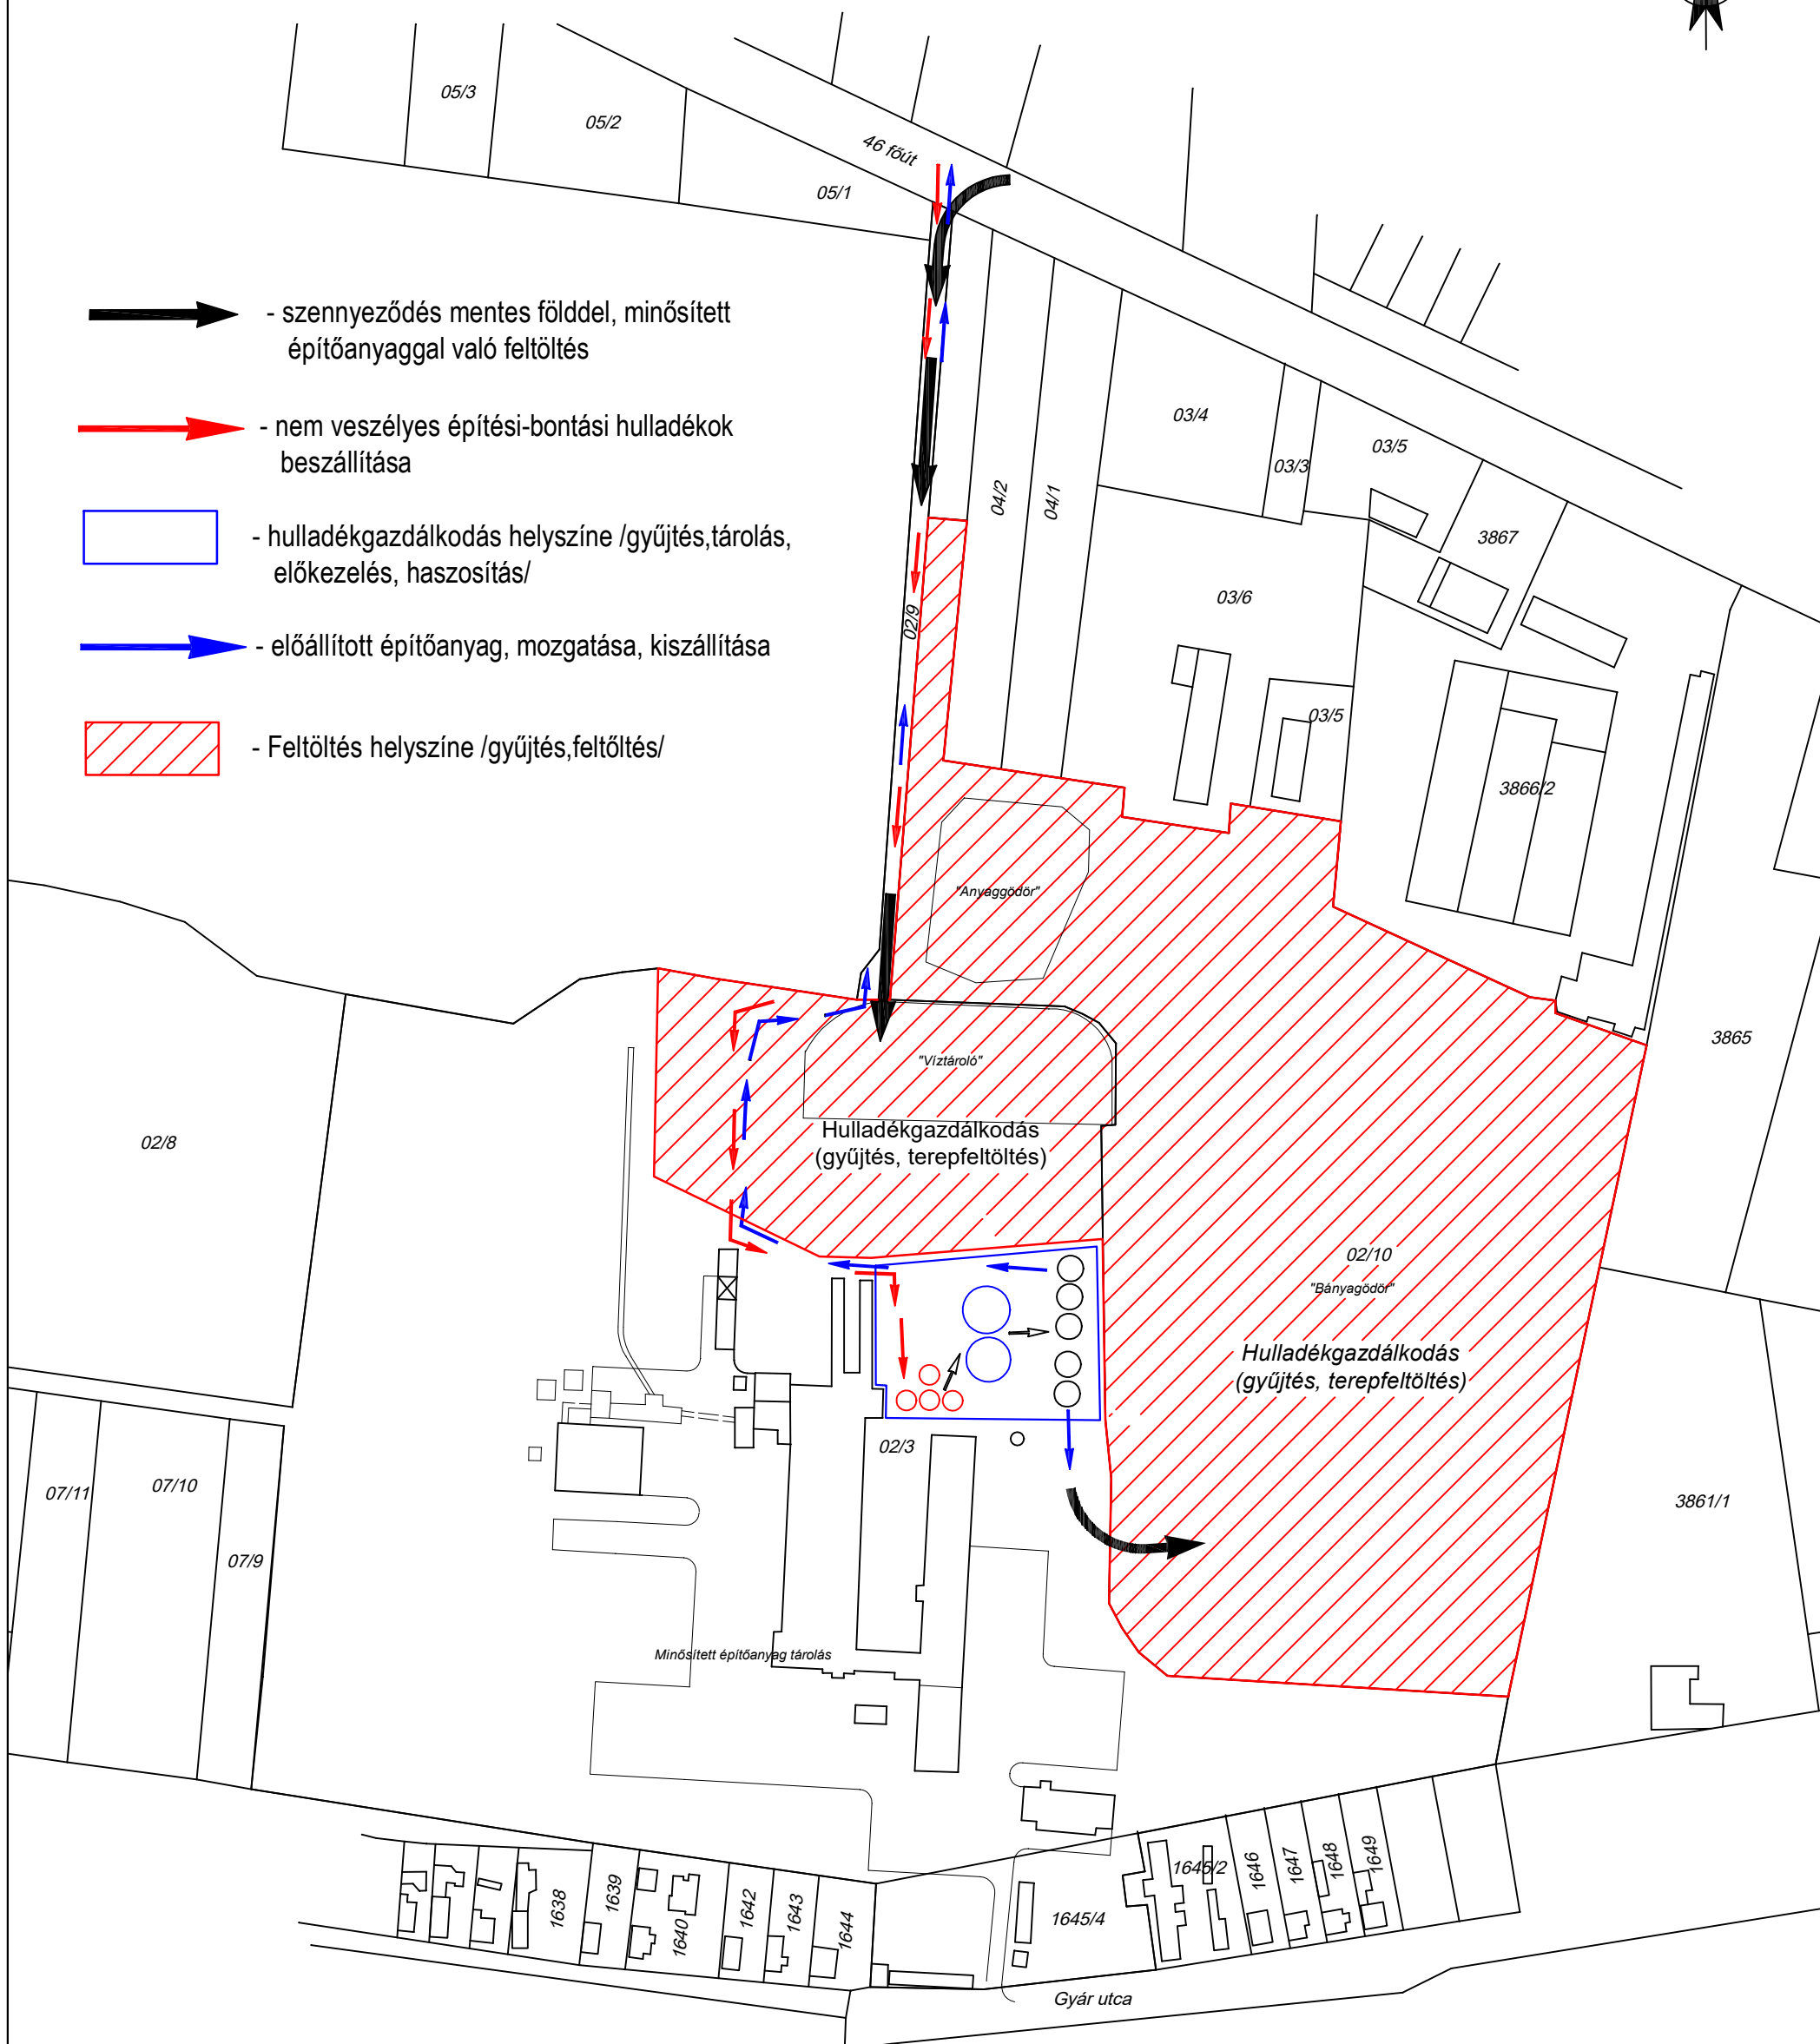 05/3
05/2
46 főút
05/1
- szennyeződés mentes földdel, minősített
építőanyaggal való feltöltés
03/4
- nem veszélyes építési-bontási hulladékok
beszállítása
03/3
03/5
04/2
04/1
3867
- hulladékgazdálkodás helyszíne /gyűjtés,tárolás,
előkezelés, haszosítás/
03/6
02/9
- előállított építőanyag, mozgatása, kiszállítása
03/5
- Feltöltés helyszíne /gyűjtés,feltőltés/
3866/2
"Anyaggödör"
3865
"Víztároló"
02/8
Hulladékgazdálkodás
(gyűjtés, terepfeltöltés)
02/10
"Bányagödör"
Hulladékgazdálkodás
(gyűjtés, terepfeltöltés)
02/3
07/11
07/10
07/9
3861/1
Minősített építőanyag tárolás
1638
1639
1640
1642
1643
1644
1645/4
1645/2
1646
1647
1648
1649
Gyár utca